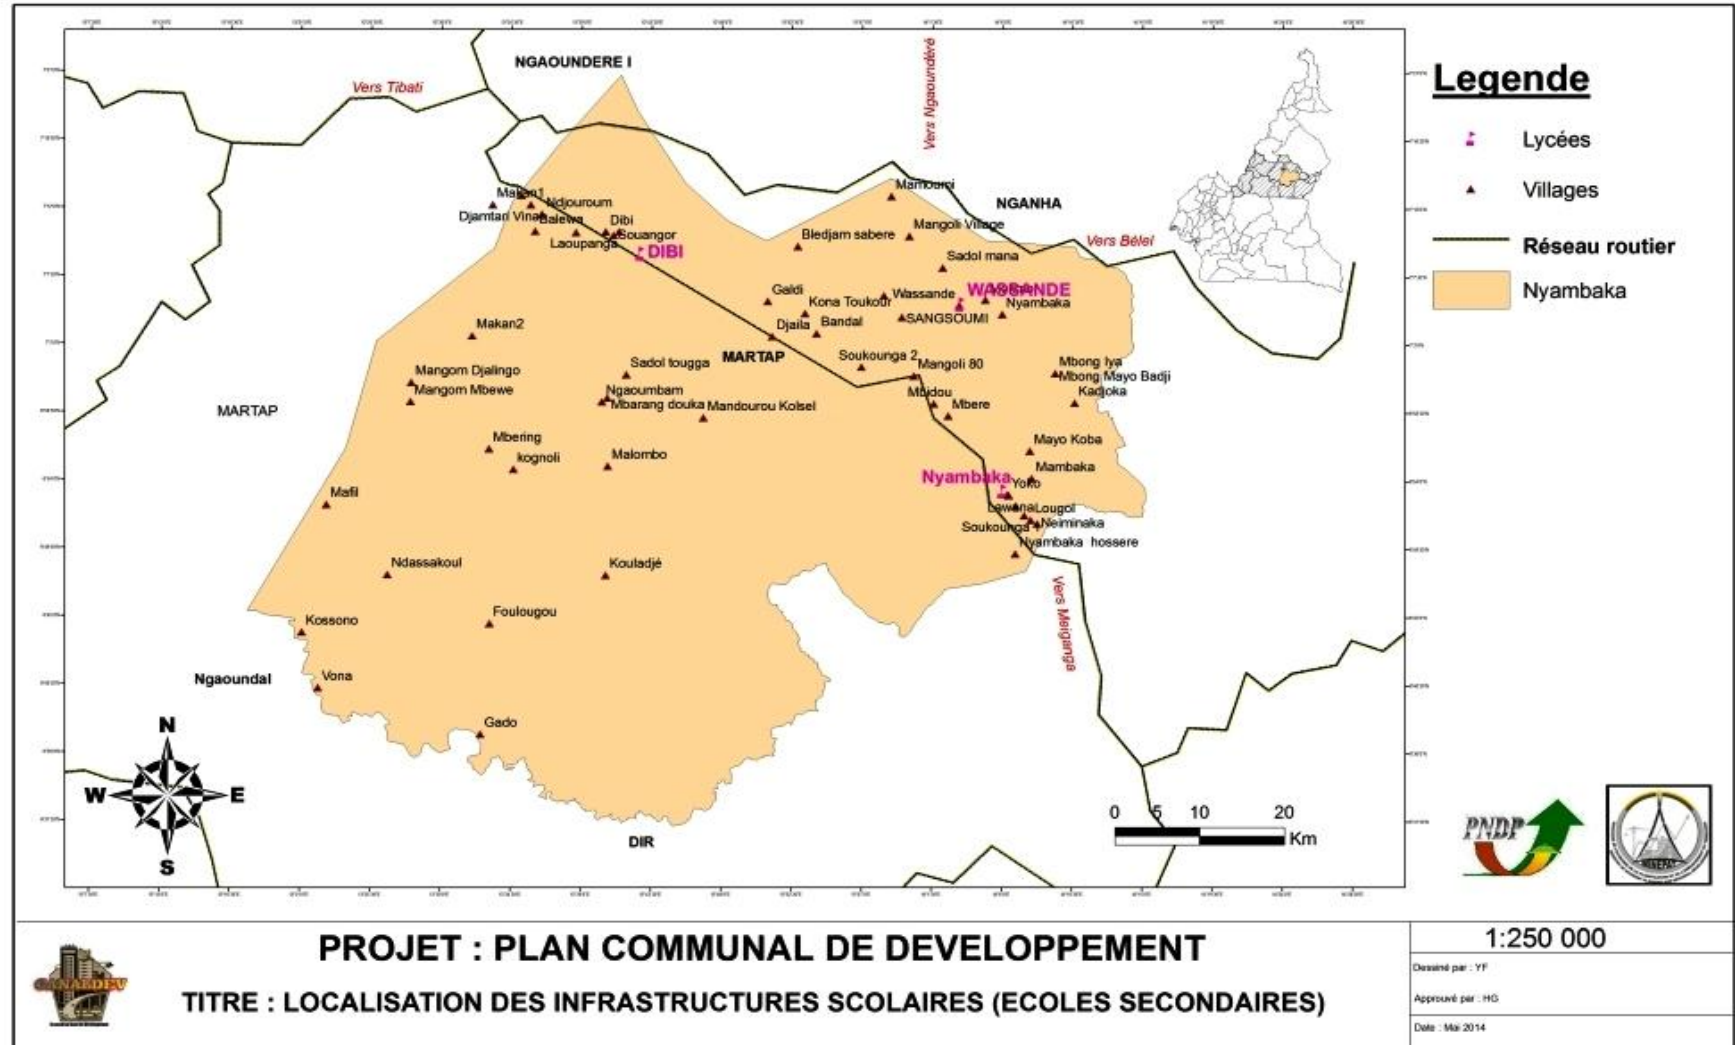 NGAOUNDERE I
Vers Tibati
Vers Ngaoundéré
Makan1
Ndjouroum
Djamtari Vina
Balewa
Dibi
Souangor
Laoupanga
DIBI
Mamoumi
NGANHA
Mangoli Village
Bledjam sabere
Vers Bélel
Sadol mana
Galdi
Wassande
WASSANDE
Kona Toukour
Nyambaka
Djaila
Bandal
SANGSOUMI
Makan2
MARTAP
Soukounga 2
Mangoli 80
Mbong Iya
Mbong Mayo Badji
Sadol tougga
Mangom Djalingo
Mangom Mbewe
Ngaoumbam
Mbarang douka
Mandourou Kolsel
Mbidou
Mbere
Kadjoka
MARTAP
Mbering
kognoli
Malombo
Mayo Koba
Mambaka
Nyambaka
Yoko
Mafil
Lawana
Lougol
Soukounga
Neiminaka
Nyambaka hossere
Ndassakoul
Kouladjé
Vers Meiganga
Foulougou
Kossono
Ngaoundal
Vona
Gado
DIR
N
W
E
S
0 5 10 20
Km
Legende
Lycées
Villages
Réseau routier
Nyambaka
PNDP
MINEPAT
PROJET : PLAN COMMUNAL DE DEVELOPPEMENT
TITRE : LOCALISATION DES INFRASTRUCTURES SCOLAIRES (ECOLES SECONDAIRES)
1:250 000
Dessiné par : YF
Approuvé par : HG
Date : Mai 2014